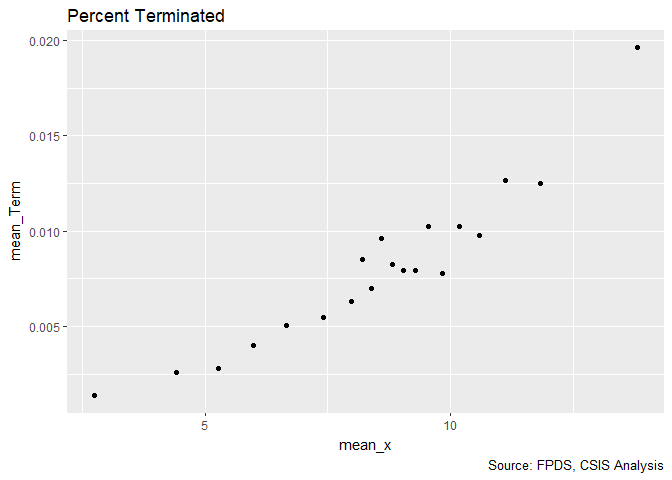 Percent Terminated
0.020
0.015
0.010
0.005
mean_Term
5
10
mean_x
Source: FPDS, CSIS Analysis